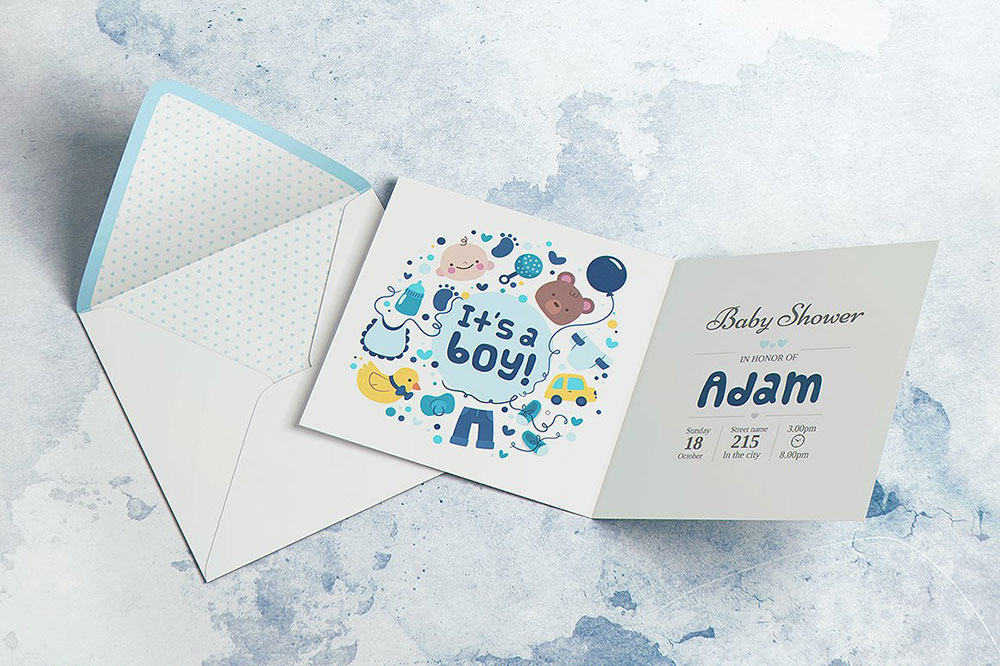 It's a
boy!
Baby Shower
IN HONOR OF
Adam
Sunday
18
October
Street name
215
In the city
3.00pm
8.00pm